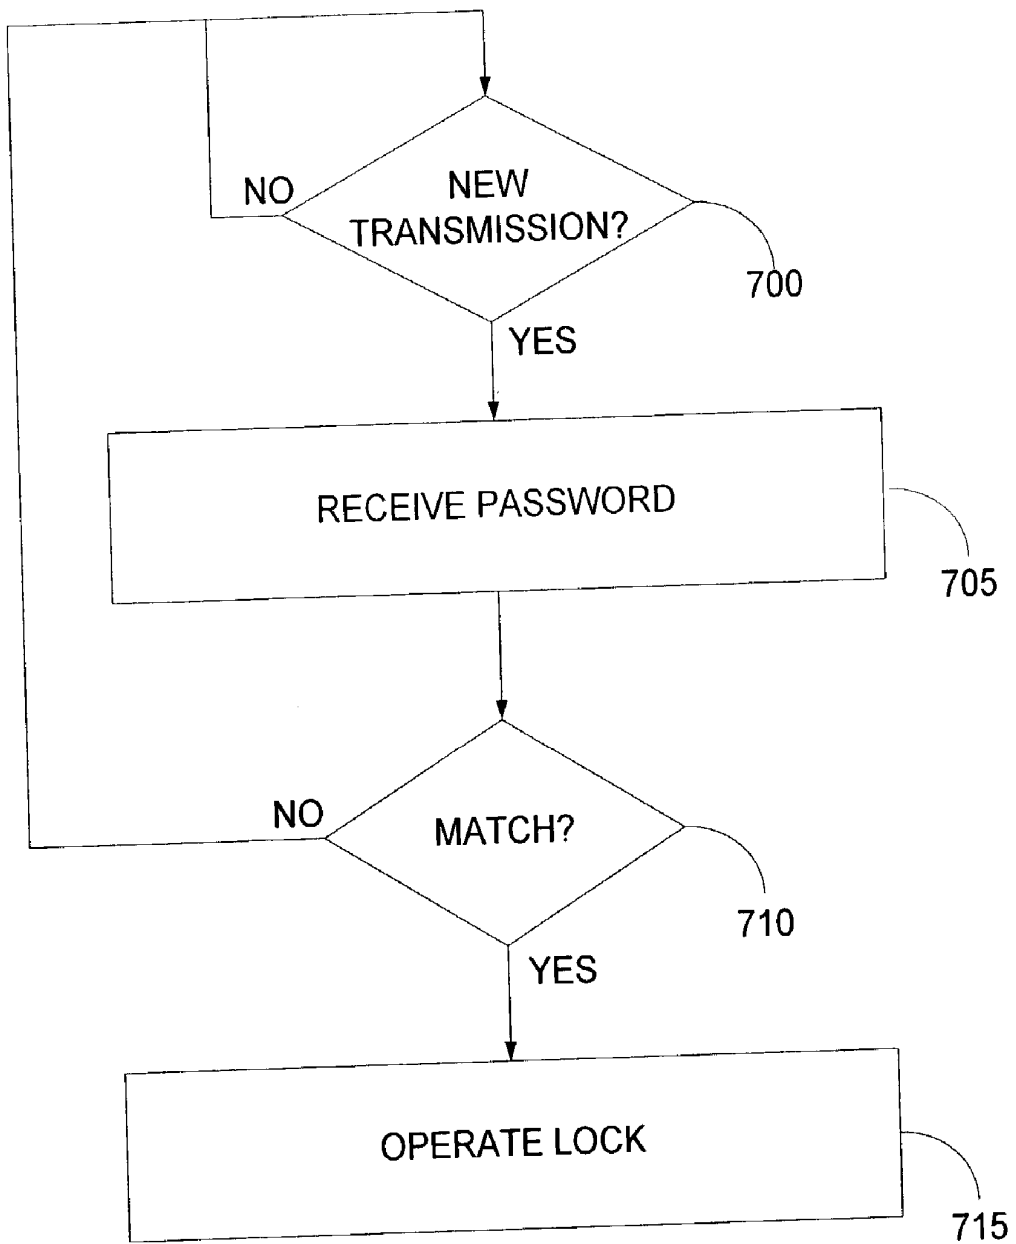 NO
NEW
TRANSMISSION?
700
YES
RECEIVE PASSWORD
705
NO
MATCH?
710
YES
OPERATE LOCK
715